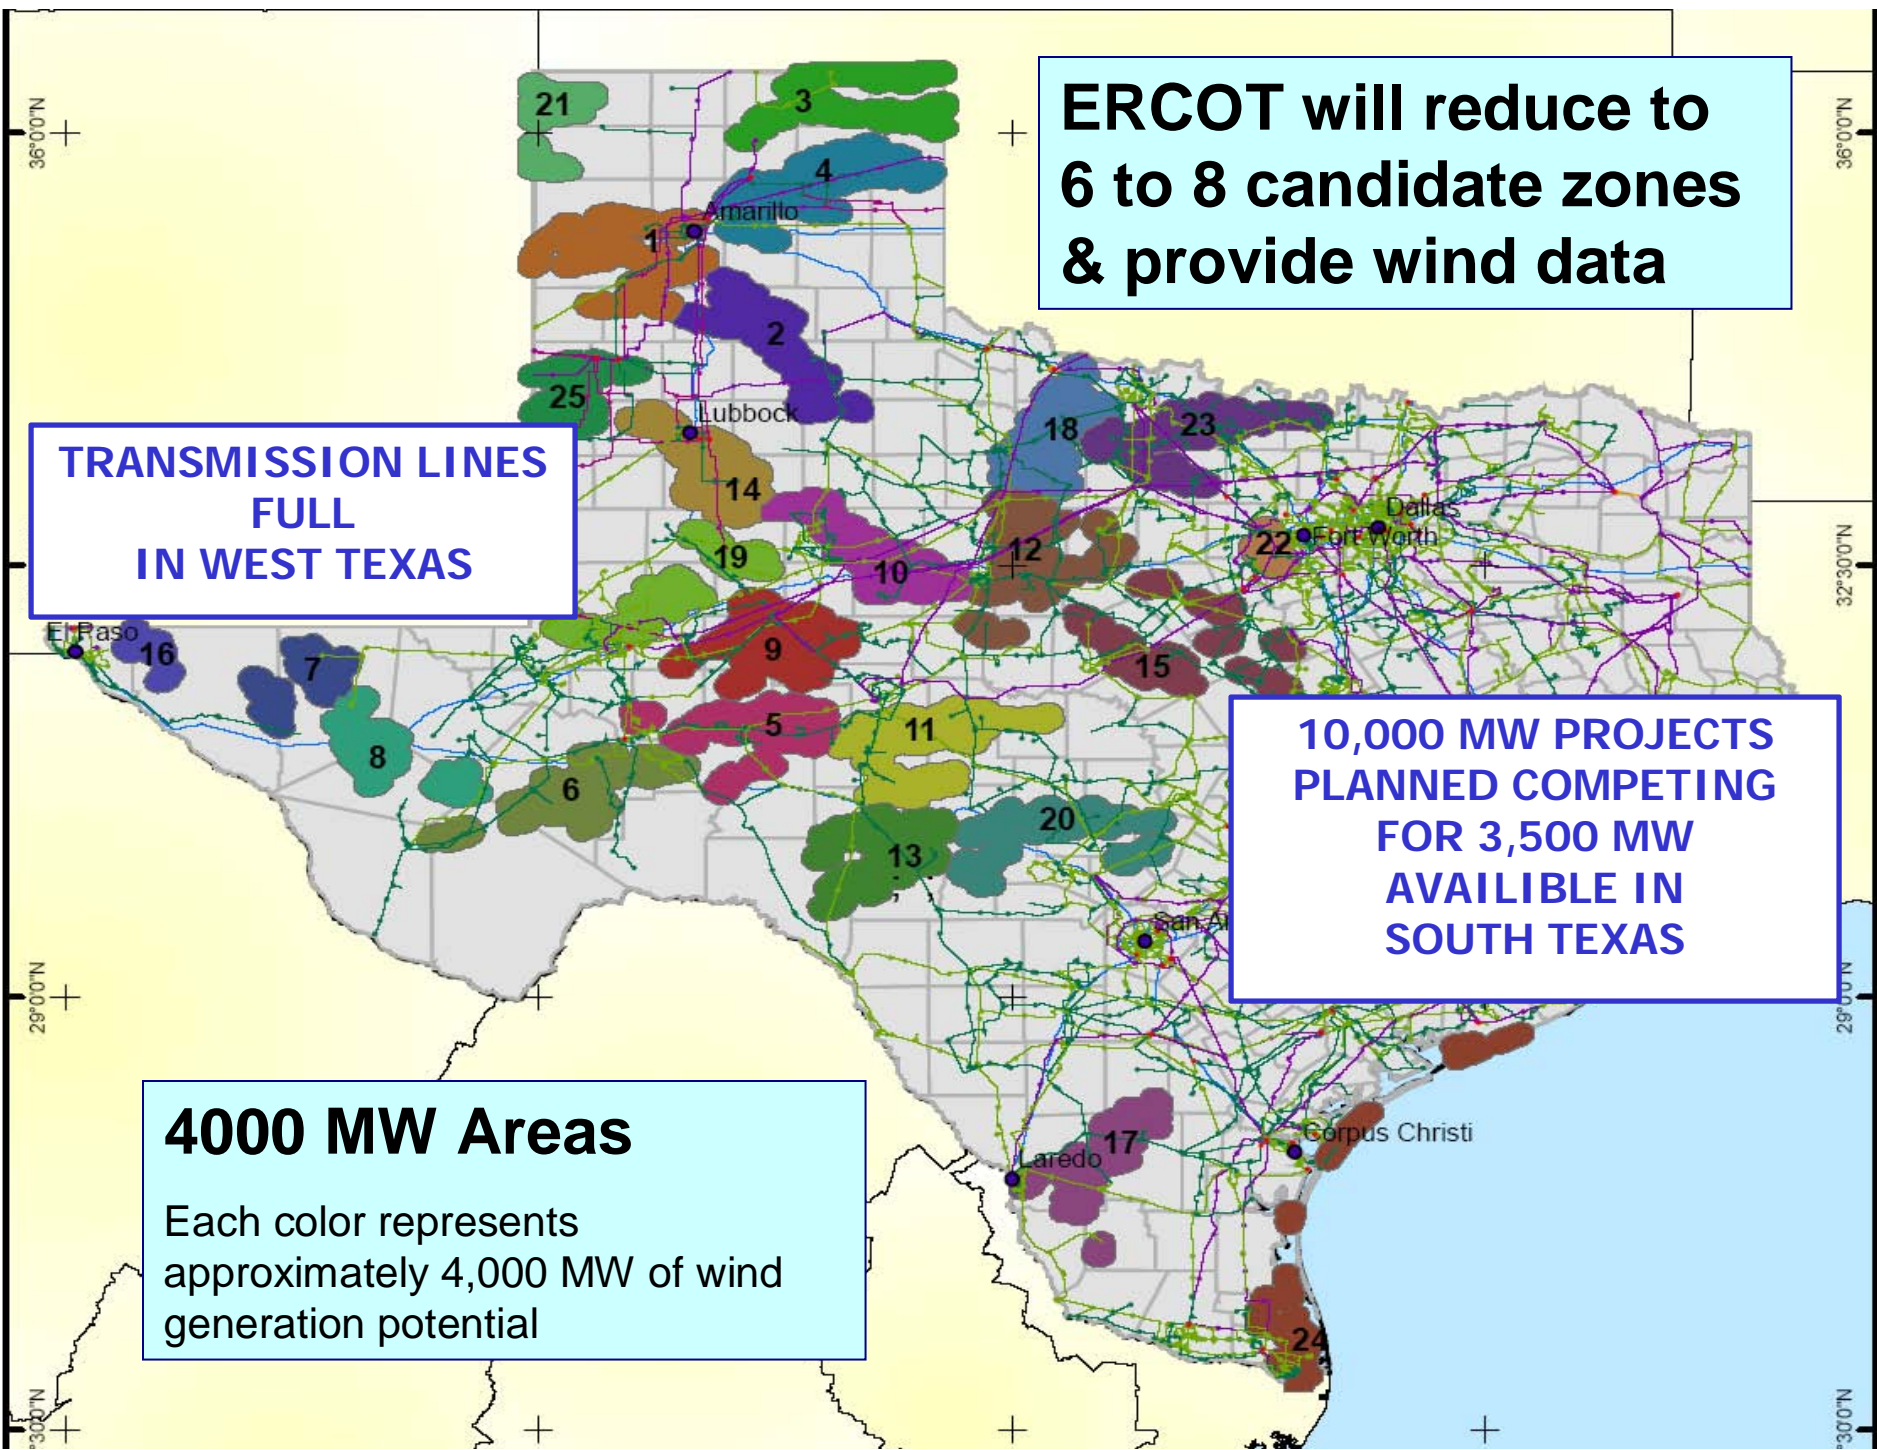 ERCOT will reduce to
6 to 8 candidate zones
& provide wind data
TRANSMISSION LINES
FULL
IN WEST TEXAS
10,000 MW PROJECTS
PLANNED COMPETING
FOR 3,500 MW
AVAILIBLE IN
SOUTH TEXAS
4000 MW Areas
Each color represents
approximately 4,000 MW of wind
generation potential
36°0'0"N
36°0'0"N
32°30'0"N
29°0'0"N
21
3
4
Amarillo
1
2
25
Lubbock
14
18
23
Dallas
Fort Worth
22
19
10
12
El Paso
16
7
9
15
8
5
11
6
13
20
San A
17
Laredo
Corpus Christi
24